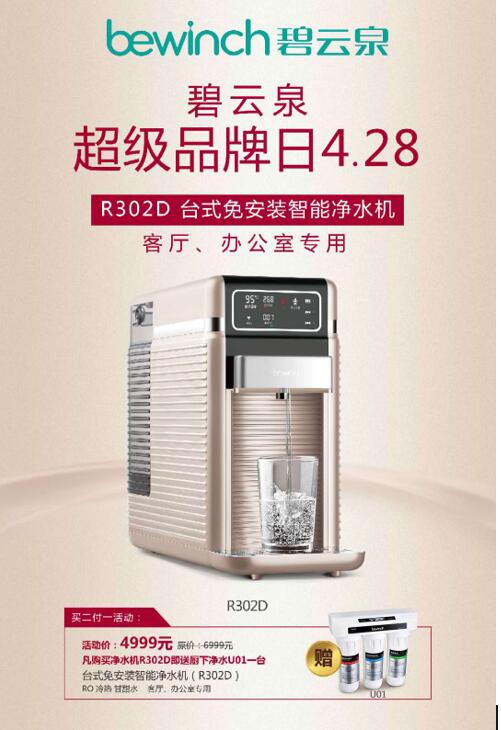 bewinch碧云泉
碧云泉
超级品牌日4.28
R302D 台式免安装智能净水机
客厅、办公室专用
95℃ 268
007
bewinch
R302D
买二付一活动：
活动价：4999元 原价：6999元
凡购买净水机R302D即送厨下净水U01一台
台式免安装智能净水机（R302D）
RO 冷热 甘甜水 客厅、办公室专用
赠
bewinch
U01